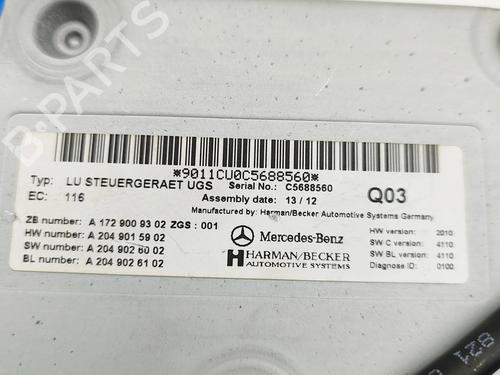 *9011CU0C5688560*
Typ: LU STEUERGERAET UGS Serial No.: C5688560
EC: 116 Assembly date: 13 / 12 Q03
Manufactured by: Harman/Becker Automotive Systems Germany
ZB number: A 172 900 93 02 ZGS : 001
HW number: A 204 901 59 02
SW number: A 204 902 60 02
BL number: A 204 902 61 02
Mercedes-Benz
HARMAN/BECKER
AUTOMOTIVE SYSTEMS
HW version: 2010
SW C version: 4110
SW BL version: 4110
Diagnose ID: 0100
B-PARTS